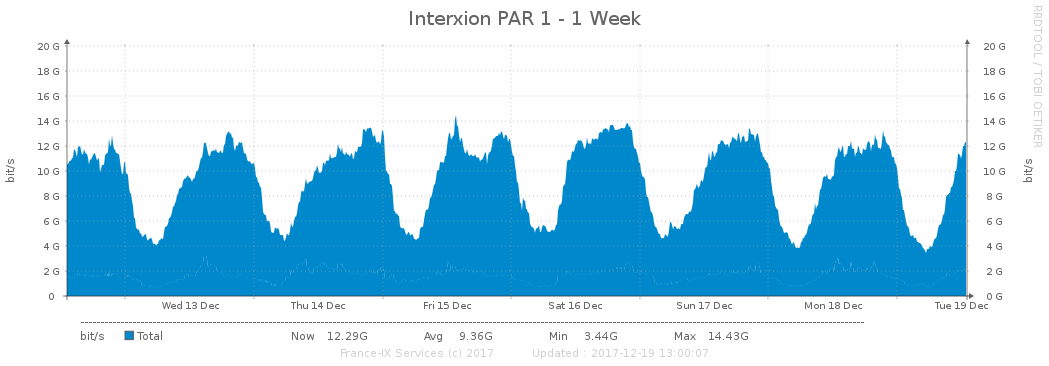 Interxion PAR 1 - 1 Week
RRDTOOL / TOBI OETIKER
bit/s
20 G 20 G
18 G 18 G
16 G 16 G
14 G 14 G
12 G 12 G
10 G 10 G
8 G 8 G
6 G 6 G
4 G 4 G
2 G 2 G
0 0 G
bit/s
Wed 13 Dec Thu 14 Dec Fri 15 Dec Sat 16 Dec Sun 17 Dec Mon 18 Dec Tue 19 Dec
bit/s Total Now 12.29G Avg 9.36G Min 3.44G Max 14.43G
France-IX Services (c) 2017 Updated : 2017-12-19 13:00:07